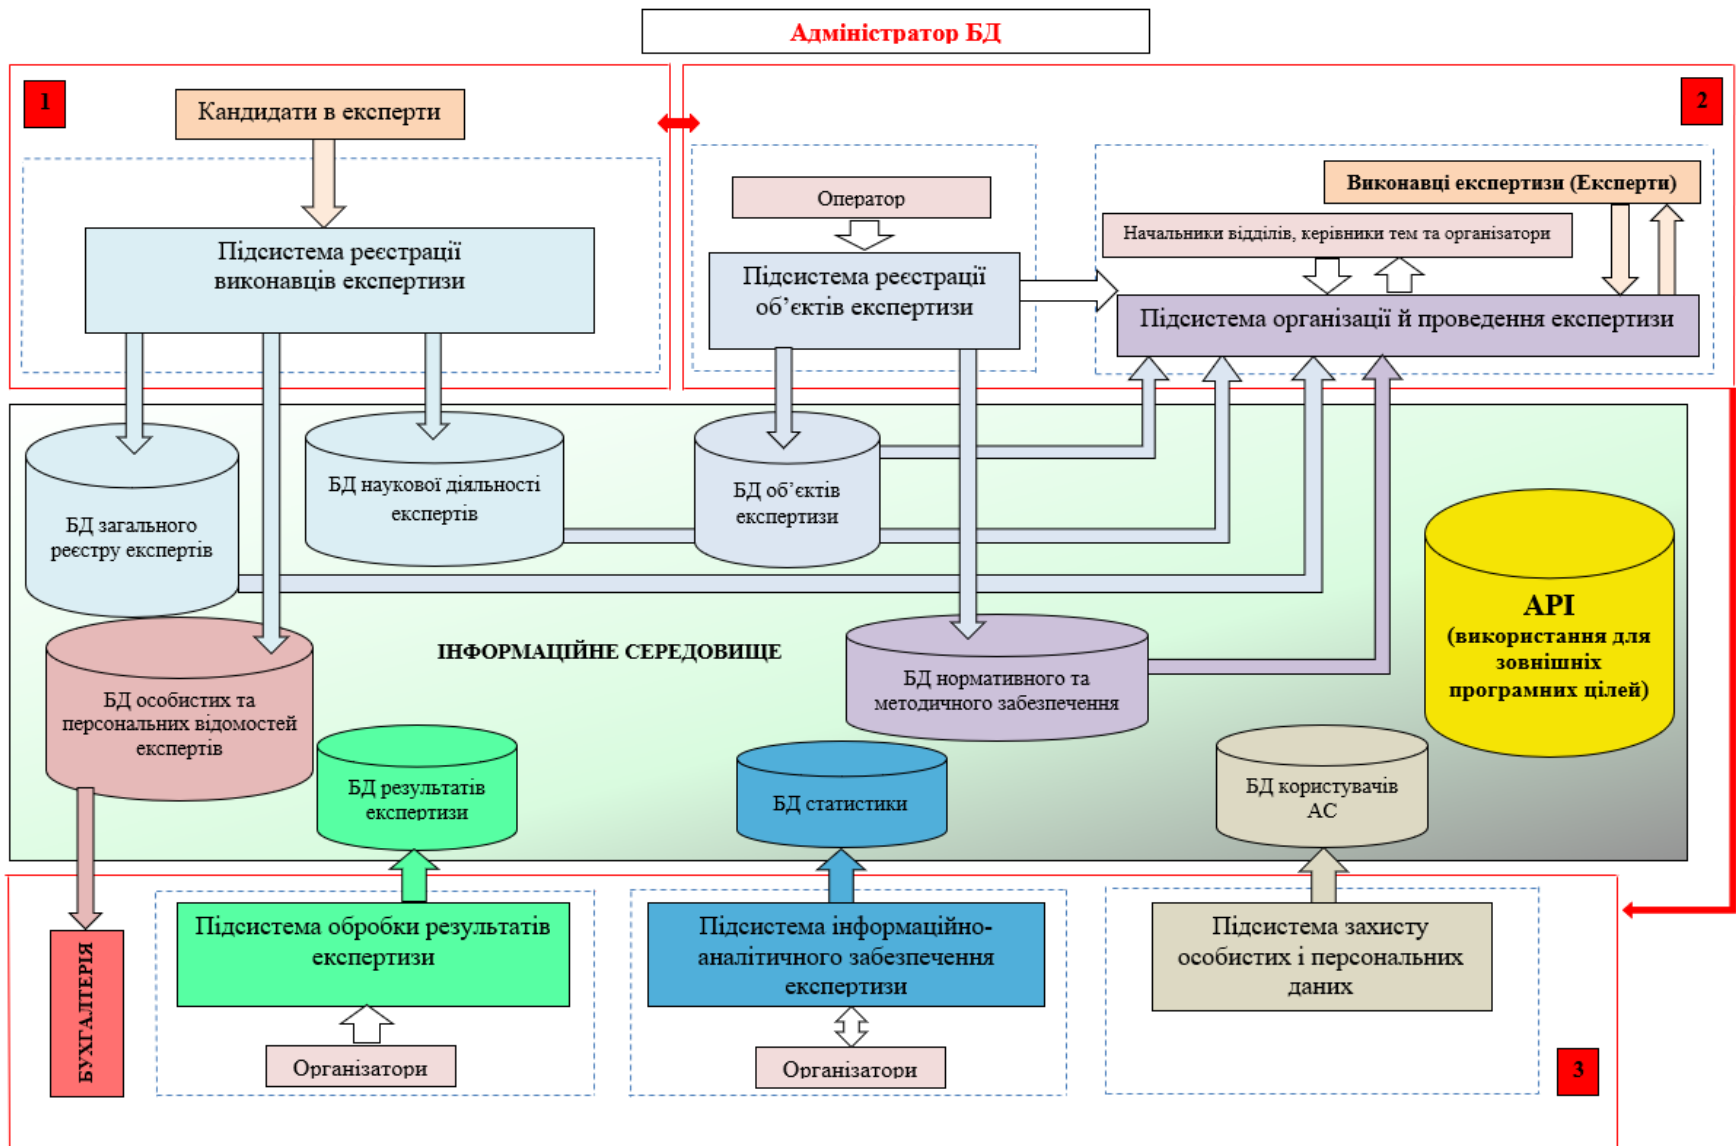 Адміністратор БД
1
Кандидати в експерти
Підсистема реєстрації
виконавців експертизи
2
Оператор
Підсистема реєстрації
об’єктів експертизи
Виконавці експертизи (Експерти)
Начальники відділів, керівники тем та організатори
Підсистема організації й проведення експертизи
БД загального
реєстру експертів
БД наукової діяльності
експертів
БД об’єктів
експертизи
API
(використання для
зовнішніх
програмних цілей)
ІНФОРМАЦІЙНЕ СЕРЕДОВИЩЕ
БД особистих та
персональних відомостей
експертів
БД нормативного та
методичного забезпечення
БД результатів
експертизи
БД статистики
БД користувачів
АС
БУХГАЛТЕРІЯ
Підсистема обробки результатів
експертизи
Організатори
Підсистема інформаційно-
аналітичного забезпечення
експертизи
Організатори
Підсистема захисту
особистих і персональних
даних
3